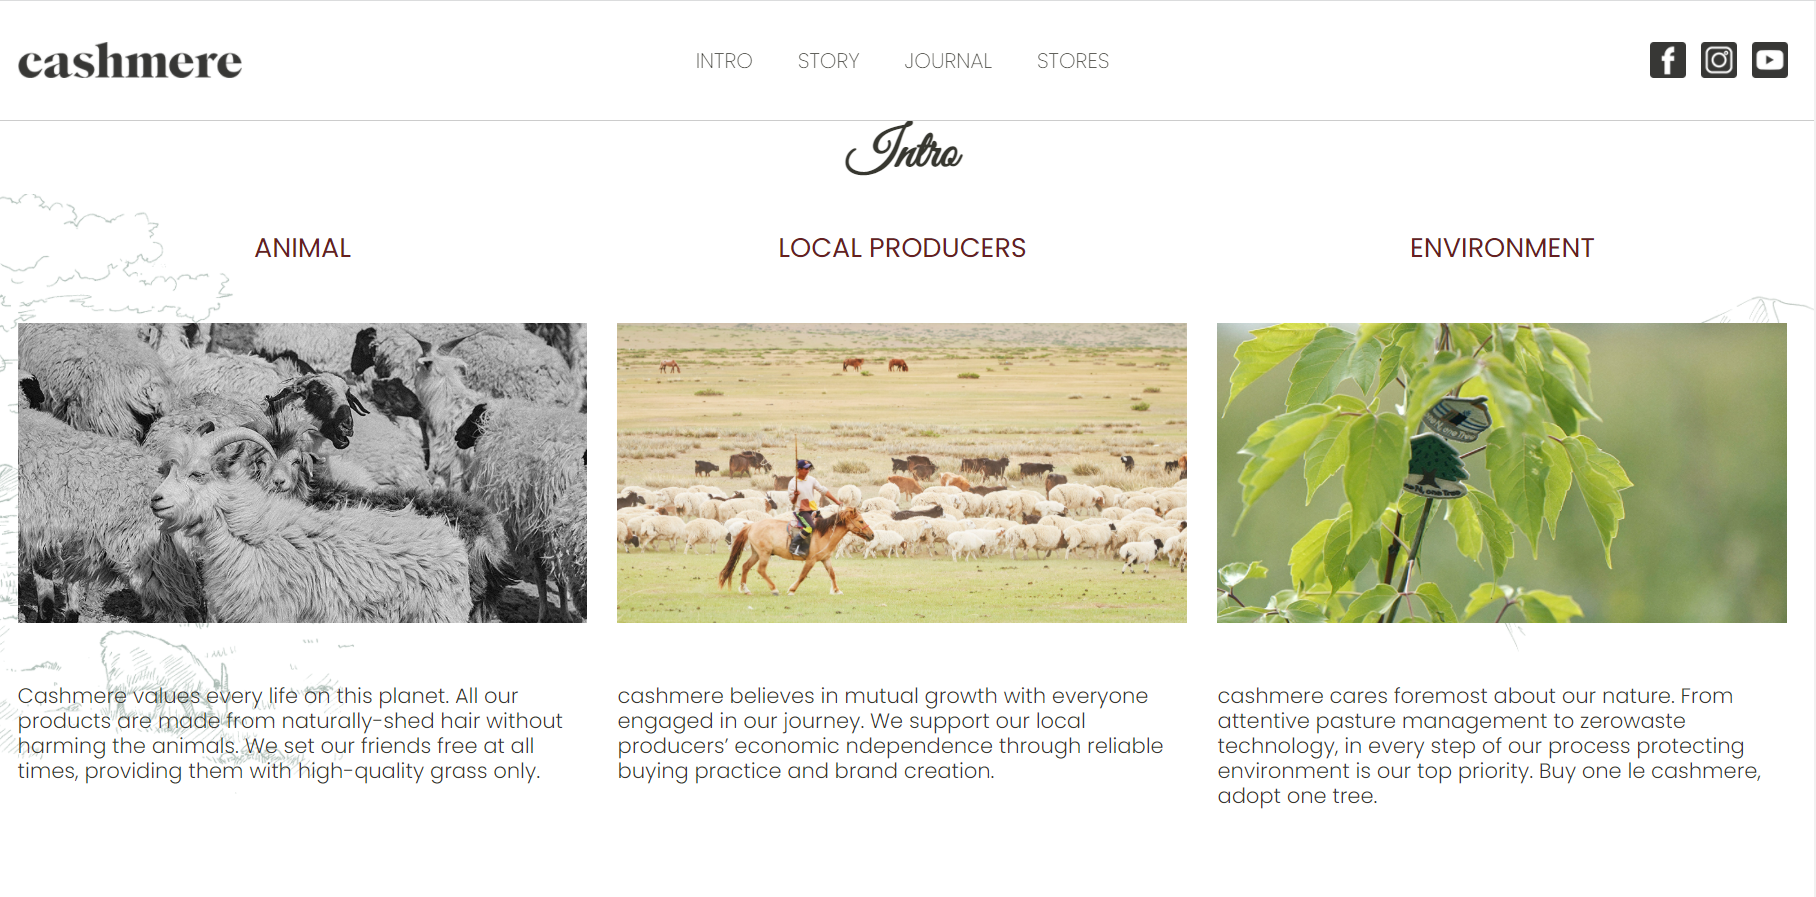 cashmere
INTRO STORY JOURNAL STORES
Intro
ANIMAL
LOCAL PRODUCERS
ENVIRONMENT
one Tree
one Tree
Cashmere values every life on this planet. All our
products are made from naturally-shed hair without
harming the animals. We set our friends free at all
times, providing them with high-quality grass only.
cashmere believes in mutual growth with everyone
engaged in our journey. We support our local
producers’ economic ndependence through reliable
buying practice and brand creation.
cashmere cares foremost about our nature. From
attentive pasture management to zerowaste
technology, in every step of our process protecting
environment is our top priority. Buy one le cashmere,
adopt one tree.